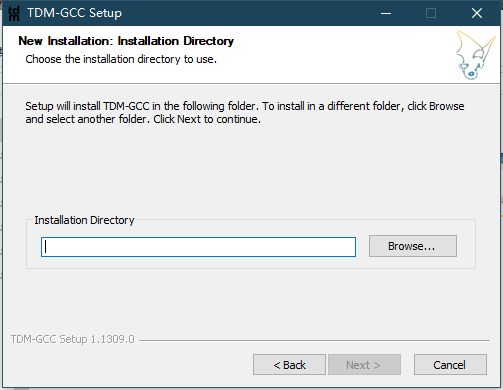 tdm TDM-GCC Setup
New Installation: Installation Directory
Choose the installation directory to use.
Setup will install TDM-GCC in the following folder. To install in a different folder, click Browse
and select another folder. Click Next to continue.
Installation Directory
Browse...
TDM-GCC Setup 1.1309.0
< Back
Next >
Cancel